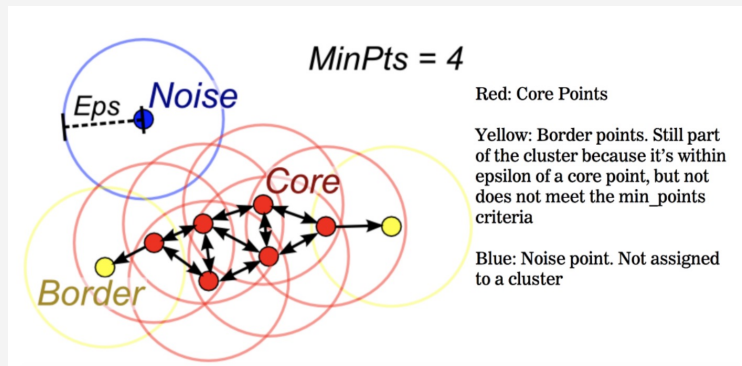 MinPts = 4
Eps
Noise
Core
Border
Red: Core Points
Yellow: Border points. Still part
of the cluster because it’s within
epsilon of a core point, but not
does not meet the min_points
criteria
Blue: Noise point. Not assigned
to a cluster